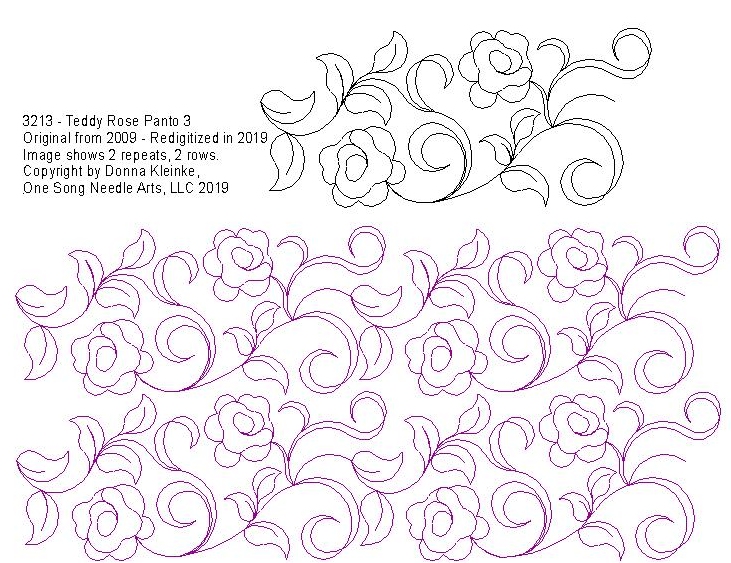 3213 - Teddy Rose Panto 3
Original from 2009 - Redigitized in 2019
Image shows 2 repeats, 2 rows.
Copyright by Donna Kleinke,
One Song Needle Arts, LLC 2019